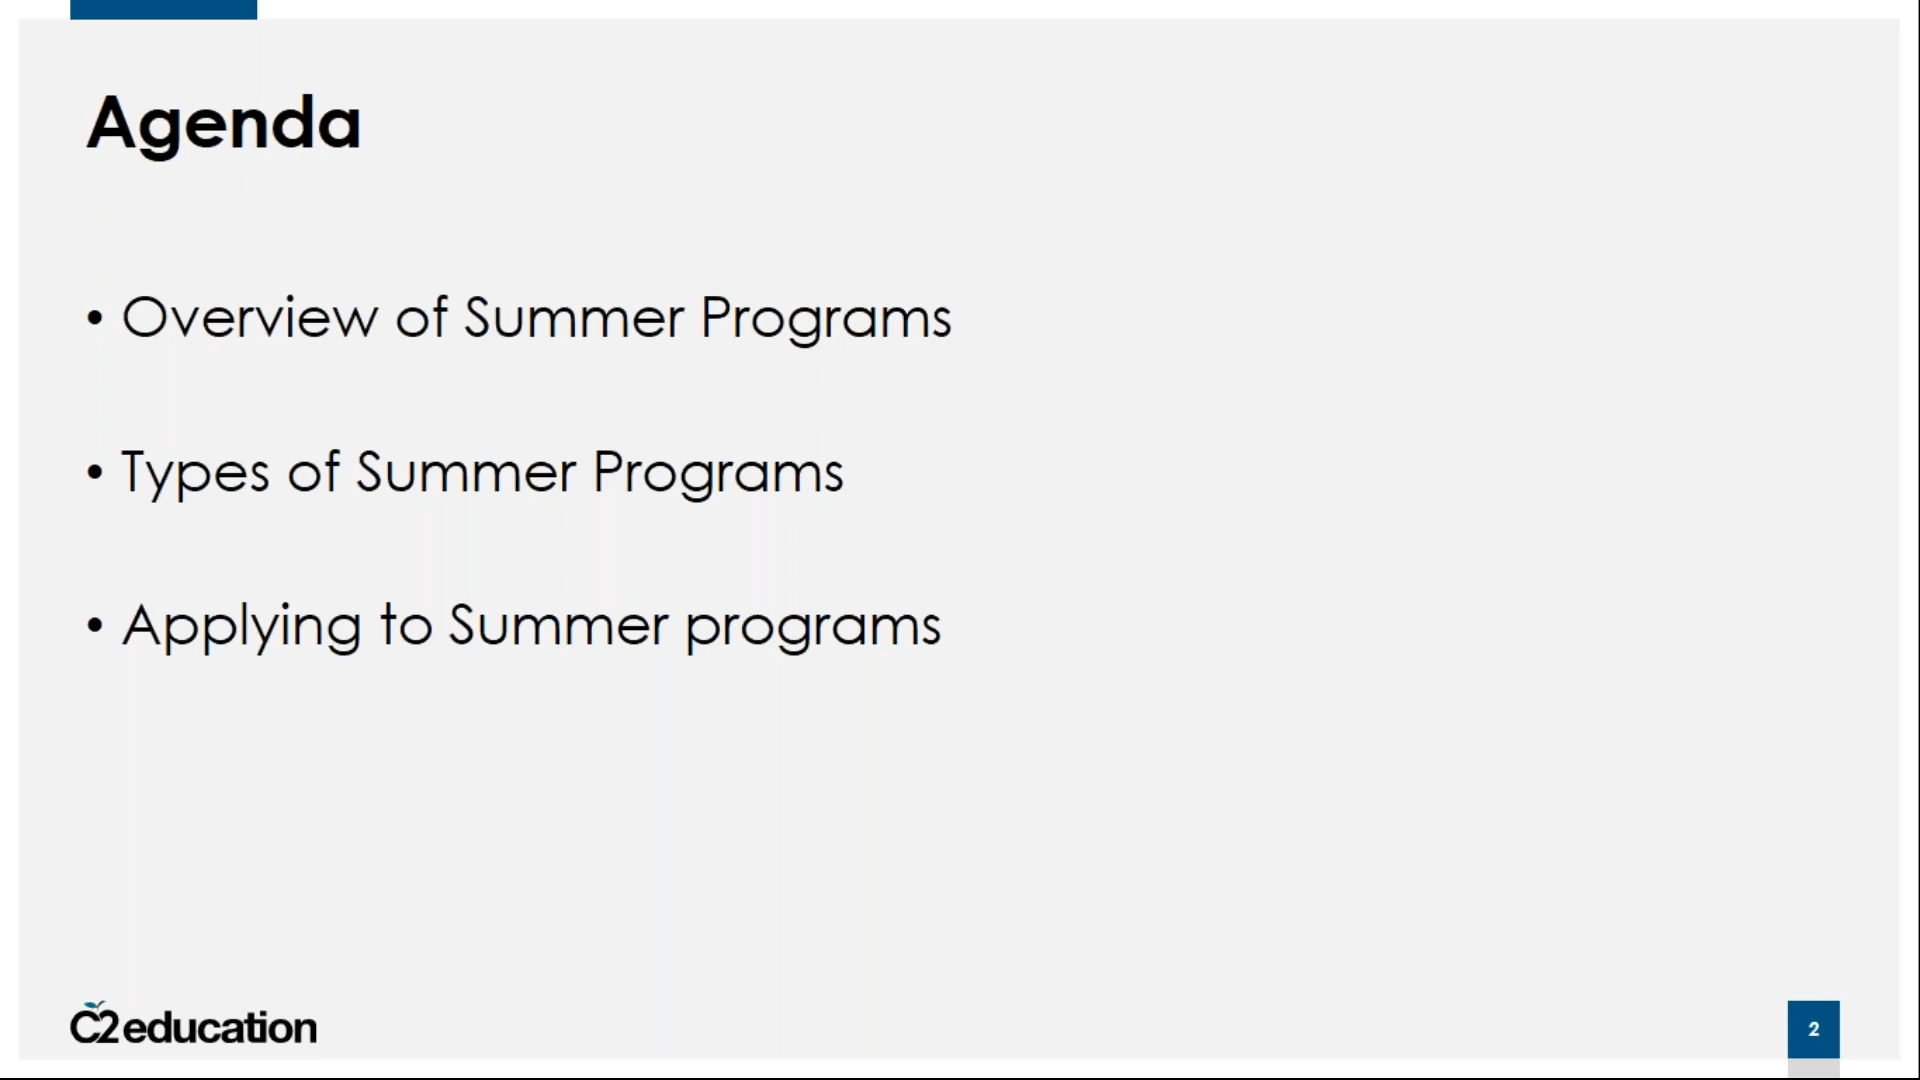 Agenda
• Overview of Summer Programs
• Types of Summer Programs
• Applying to Summer programs
C2education
2